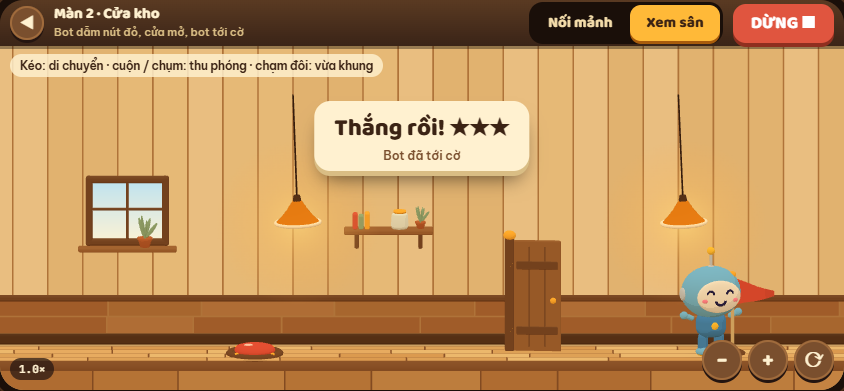 Màn 2 · Cửa kho
Bot dẫm nút đỏ, cửa mở, bot tới cờ
Nối mảnh
Xem sân
DỪNG
Kéo: di chuyển · cuộn / chụm: thu phóng · chạm đôi: vừa khung
Thắng rồi! ★★★
Bot đã tới cờ
1.0×